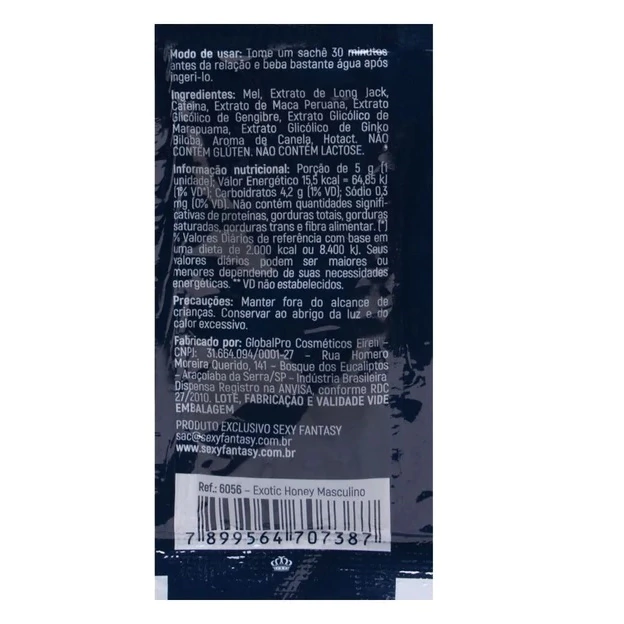 Modo de usar: Tome um sachê 30 minutos
antes da relação e beba bastante água após
ingeri-lo.
Ingredientes: Mel, Extrato de Long Jack,
Cafeína, Extrato de Maca Peruana, Extrato
Glicólico de Gengibre, Extrato Glicólico de
Marapuama, Extrato Glicólico de Ginko
Biloba, Aroma de Canela, Hotact. NÃO
CONTÉM GLÚTEN. NÃO CONTÉM LACTOSE.
Informação nutricional: Porção de 5 g (1
unidade); Valor Energético 15,5 kcal = 64,85 kJ
(1% VD*); Carboidratos 4,2 g (1% VD); Sódio 0,3
mg (0% VD). Não contém quantidades signifi-
cativas de proteínas, gorduras totais, gorduras
saturadas, gorduras trans e fibra alimentar. (*)
% Valores Diários de referência com base em
uma dieta de 2.000 kcal ou 8.400 kJ. Seus
valores diários podem ser maiores ou
menores dependendo de suas necessidades
energéticas. ** VD não estabelecidos.
Precauções: Manter fora do alcance de
crianças. Conservar ao abrigo da luz e do
calor excessivo.
Fabricado por: GlobalPro Cosméticos Eireli –
CNPJ: 31.664.094/0001-27 – Rua Homero
Moreira Querido, 141 – Bosque dos Eucaliptos
– Araçoiaba da Serra/SP – Indústria Brasileira
Dispensa Registro na ANVISA, conforme RDC
27/2010. LOTE, FABRICAÇÃO E VALIDADE VIDE
EMBALAGEM
PRODUTO EXCLUSIVO SEXY FANTASY
sac@sexyfantasy.com.br
www.sexyfantasy.com.br
Ref.: 6056 – Exotic Honey Masculino
7 899564 707387